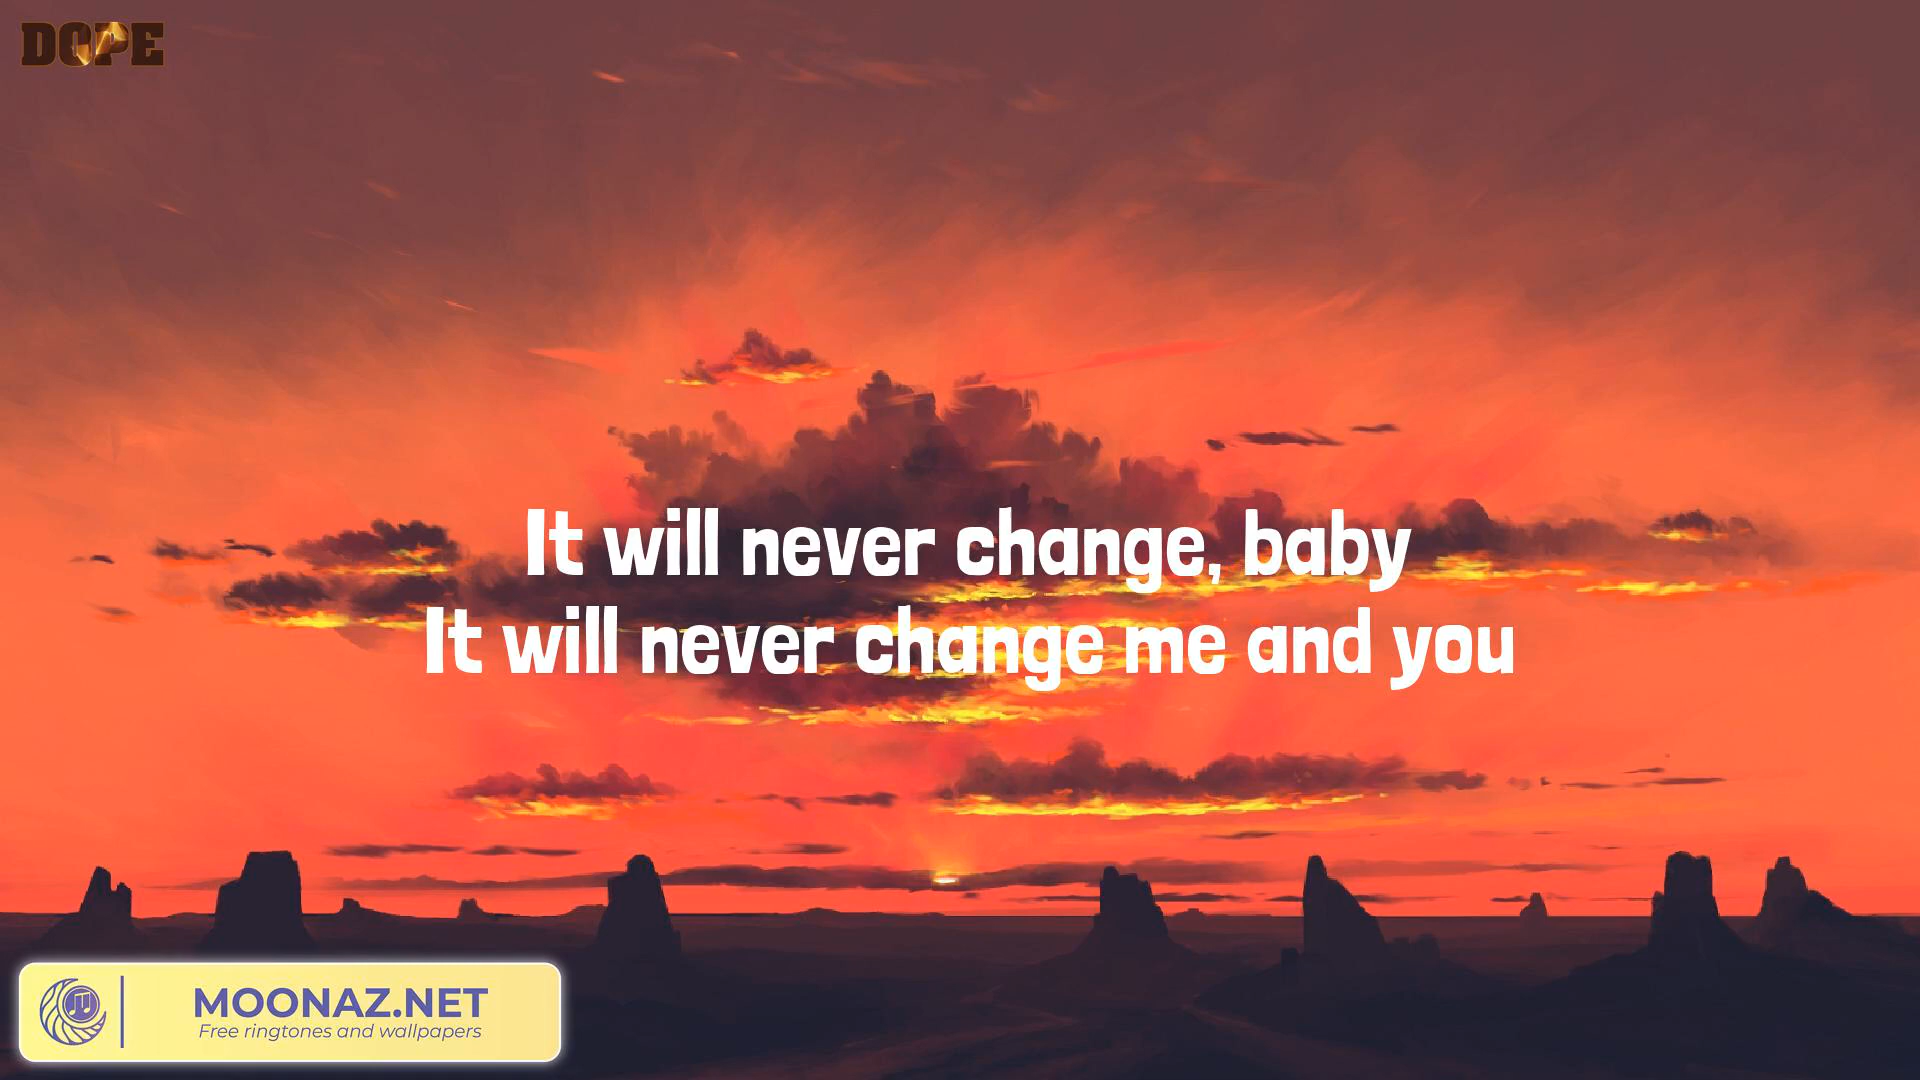 DOPE
It will never change, baby
It will never change me and you
MOONAZ.NET
Free ringtones and wallpapers